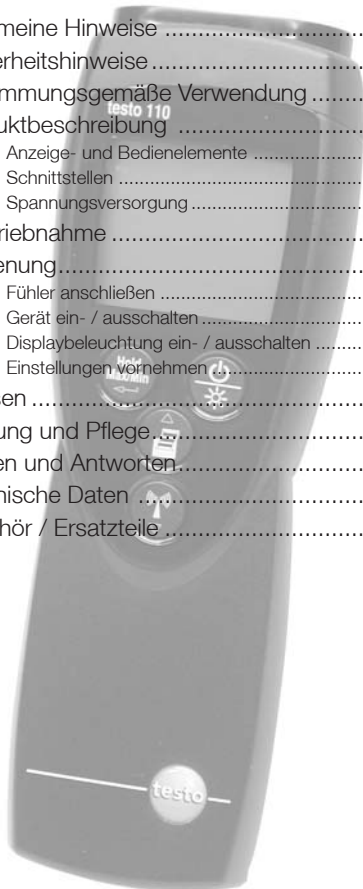 meine Hinweise
erheitshinweise
mmungsgemäße Verwendung
testo 110
uktbeschreibung
Anzeige- und Bedienelemente
Schnittstellen
Spannungsversorgung
riebnahme
enung
Fühler anschließen
Gerät ein- / ausschalten
Displaybeleuchtung ein- / ausschalten
Hold
Max/Min
Einstellungen vornehmen
en
ung und Pflege
en und Antworten
nische Daten
hör / Ersatzteile
testo